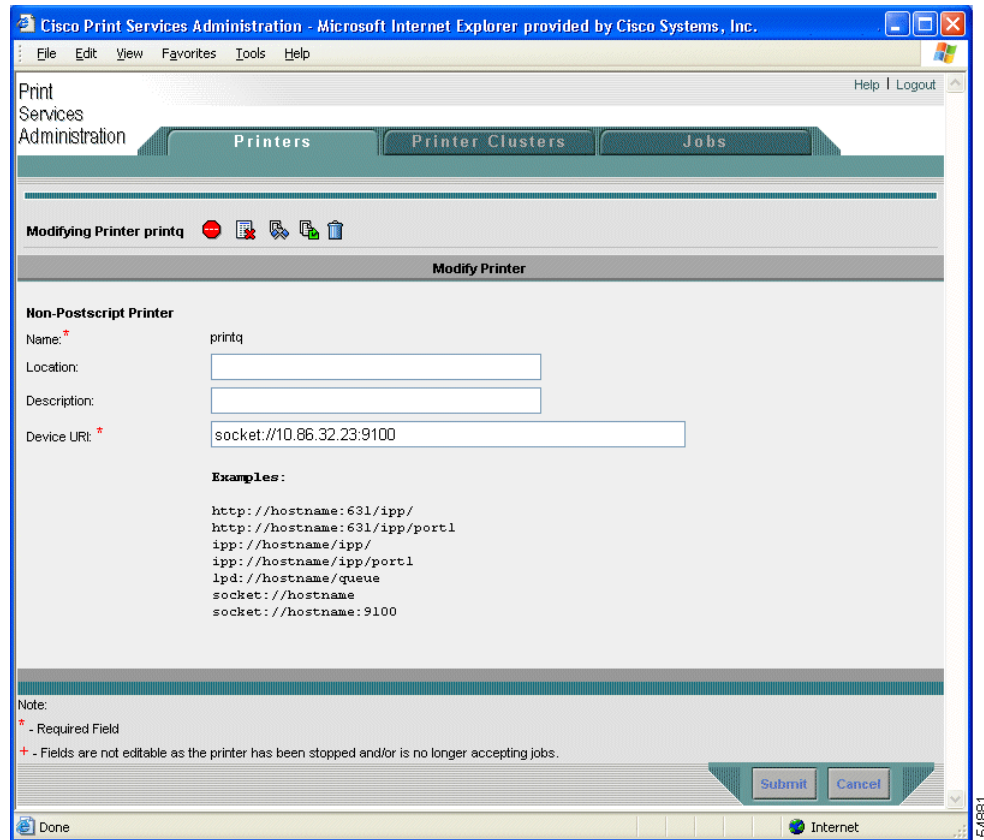 Cisco Print Services Administration - Microsoft Internet Explorer provided by Cisco Systems, Inc.
File Edit View Favorites Tools Help
Help | Logout
Print
Services
Administration
Printers Printer Clusters Jobs
Modifying Printer printq
Modify Printer
Non-Postscript Printer
Name:* printq
Location:
Description:
Device URI: * socket://10.86.32.23:9100
Examples:
http://hostname:631/ipp/
http://hostname:631/ipp/port1
ipp://hostname/ipp/
ipp://hostname/ipp/port1
lpd://hostname/queue
socket://hostname
socket://hostname:9100
Note:
* - Required Field
+ - Fields are not editable as the printer has been stopped and/or is no longer accepting jobs.
Submit Cancel
Done Internet